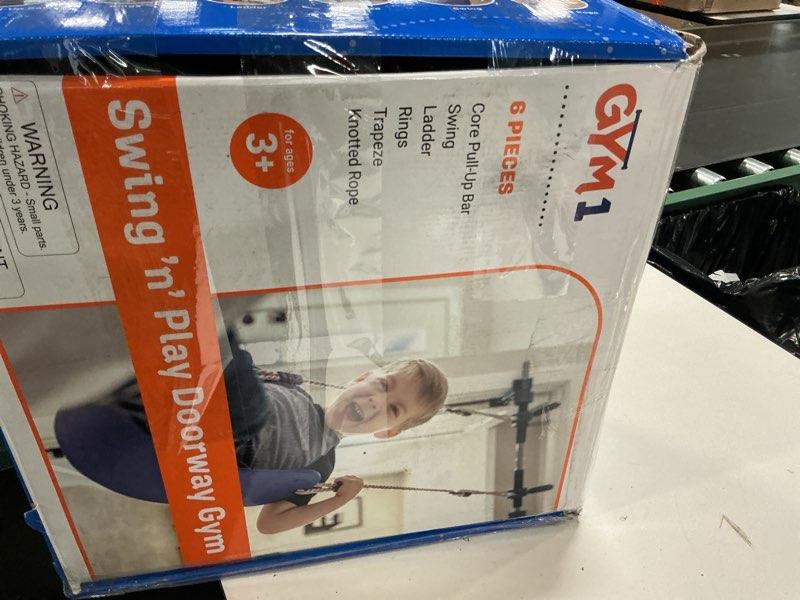 GYM1
6 PIECES
Core Pull-Up Bar
Swing
Ladder
Rings
Trapeze
Knotted Rope
for ages
3+
Swing 'n' Play Doorway Gym
WARNING
CHOKING HAZARD - Small parts.
under 3 years.